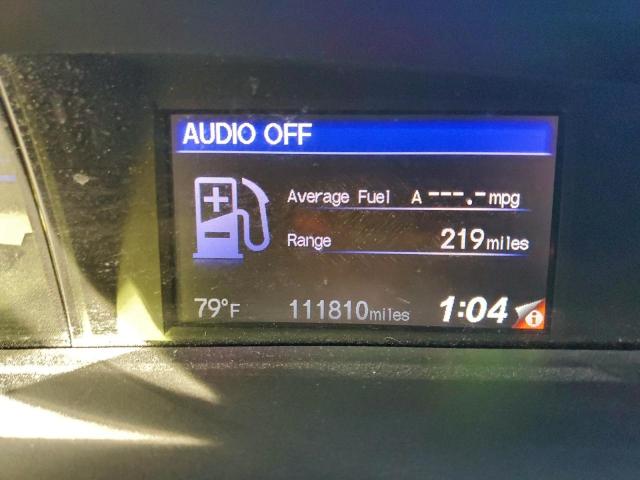 AUDIO OFF
Average Fuel A ---.- mpg
Range 219 miles
79°F 111810 miles 1:04 i